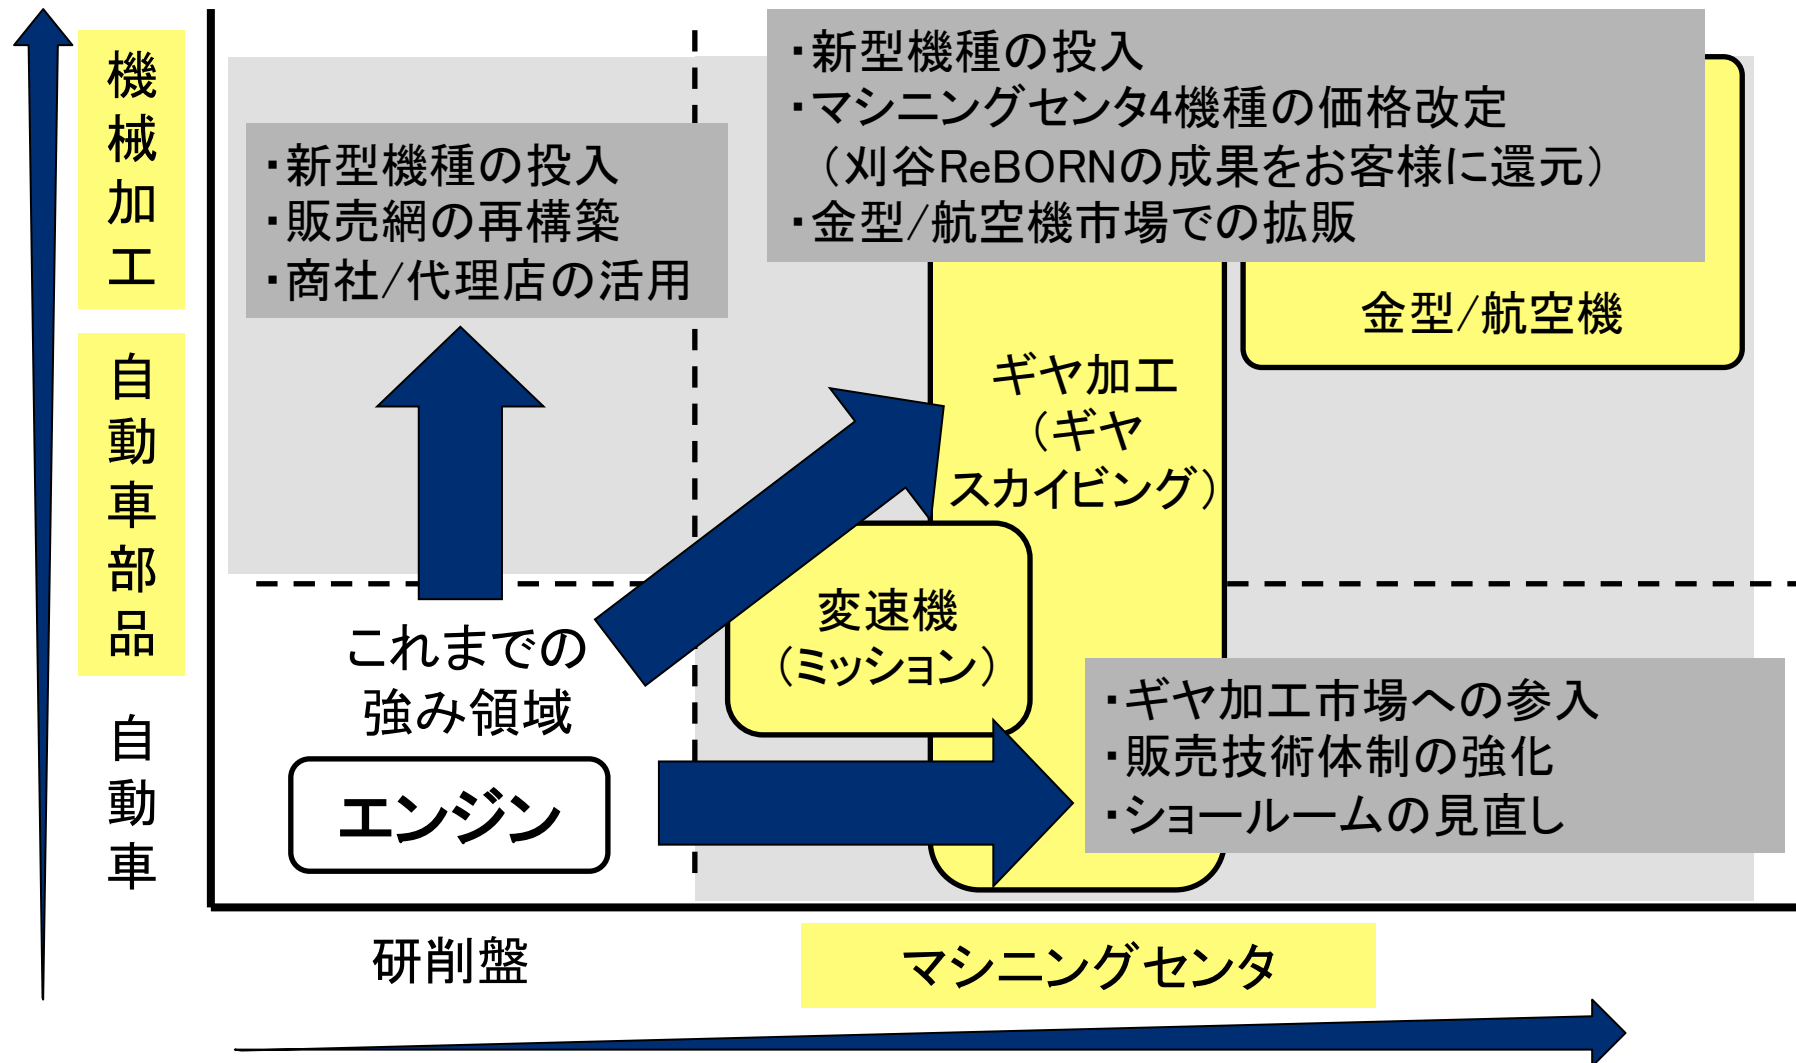 機械加工
自動車部品
自動車
・新型機種の投入
・販売網の再構築
・商社/代理店の活用
・新型機種の投入
・マシニングセンタ4機種の価格改定
（刈谷ReBORNの成果をお客様に還元）
・金型/航空機市場での拡販
金型/航空機
ギヤ加工
（ギヤ
スカイビング）
変速機
（ミッション）
これまでの
強み領域
エンジン
・ギヤ加工市場への参入
・販売技術体制の強化
・ショールームの見直し
研削盤
マシニングセンタ